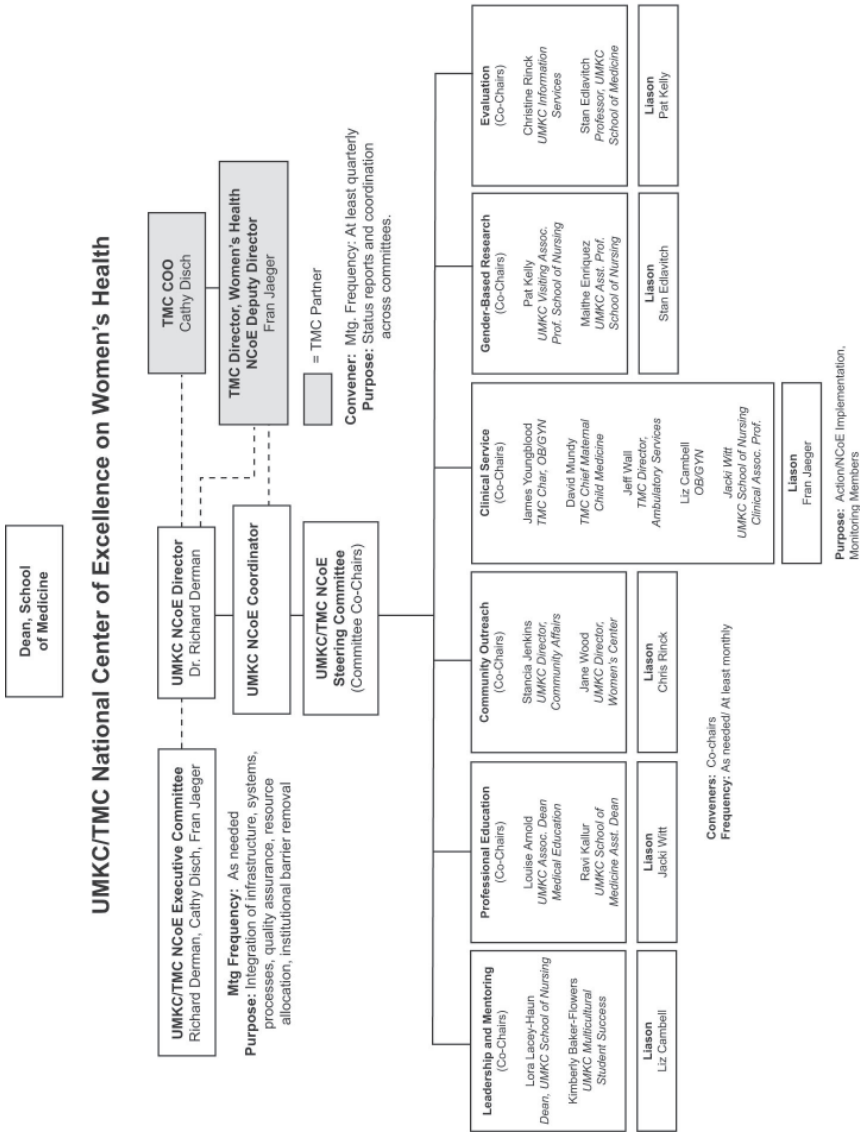 Dean, School
of Medicine
UMKC/TMC National Center of Excellence on Women's Health
UMKC/TMC NCoE Executive Committee
Richard Derman, Cathy Disch, Fran Jaeger
Mtg Frequency: As needed
Purpose: Integration of infrastructure, systems,
processes, quality assurance, resource
allocation, institutional barrier removal
UMKC NCoE Director
Dr. Richard Derman
UMKC NCoE Coordinator
UMKC/TMC NCoE
Steering Committee
(Committee Co-Chairs)
TMC COO
Cathy Disch
TMC Director, Women's Health
NCoE Deputy Director
Fran Jaeger
= TMC Partner
Convener: Mtg. Frequency: At least quarterly
Purpose: Status reports and coordination
across committees.
Leadership and Mentoring
(Co-Chairs)
Lora Lacey-Haun
Dean, UMKC School of Nursing
Kimberly Baker-Flowers
UMKC Multicultural
Student Success
Liason
Liz Cambell
Professional Education
(Co-Chairs)
Louise Arnold
UMKC Assoc. Dean
Medical Education
Ravi Kallur
UMKC School of
Medicine Asst. Dean
Liason
Jacki Witt
Community Outreach
(Co-Chairs)
Stancia Jenkins
UMKC Director,
Community Affairs
Jane Wood
UMKC Director,
Women's Center
Liason
Chris Rinck
Clinical Service
(Co-Chairs)
James Youngblood
TMC Char, OB/GYN
David Mundy
TMC Chief Maternal
Child Medicine
Jeff Wall
TMC Director,
Ambulatory Services
Liz Cambell
OB/GYN
Jacki Witt
UMKC School of Nursing
Clinical Assoc. Prof.
Liason
Fran Jaeger
Gender-Based Research
(Co-Chairs)
Pat Kelly
UMKC Visiting Assoc.
Prof. School of Nursing
Maithe Enriquez
UMKC Asst. Prof.
School of Nursing
Liason
Stan Edlavitch
Evaluation
(Co-Chairs)
Christine Rinck
UMKC Information
Services
Stan Edlavitch
Professor, UMKC
School of Medicine
Liason
Pat Kelly
Conveners: Co-chairs
Frequency: As needed/ At least monthly
Purpose: Action/NCoE Implementation,
Monitoring Members